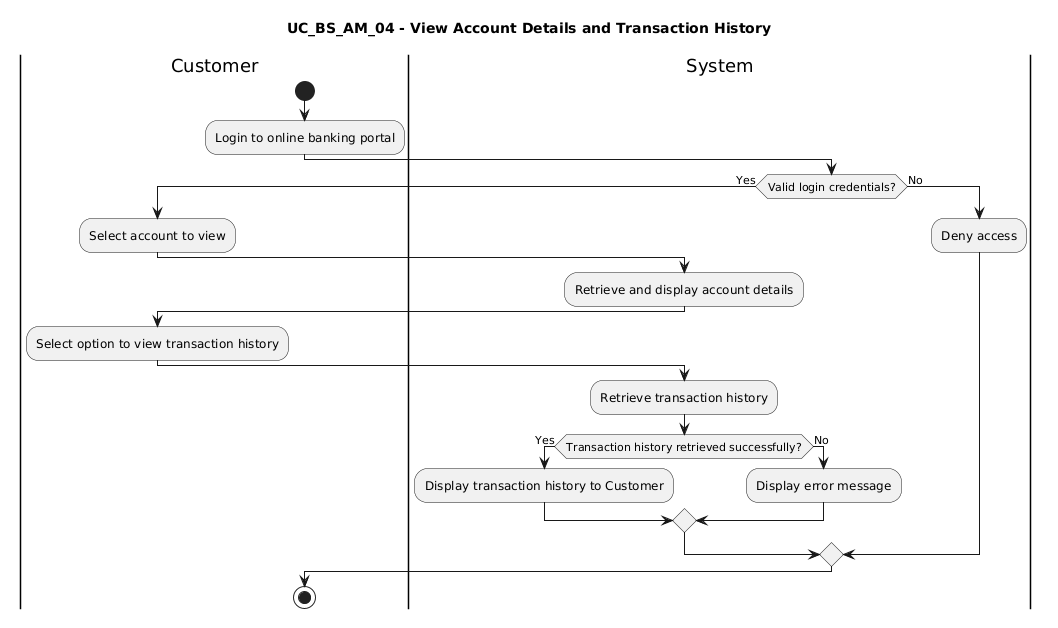 UC_BS_AM_04 - View Account Details and Transaction History
Customer
System
Login to online banking portal
Yes
Valid login credentials?
No
Select account to view
Deny access
Retrieve and display account details
Select option to view transaction history
Retrieve transaction history
Yes
Transaction history retrieved successfully?
No
Display transaction history to Customer
Display error message